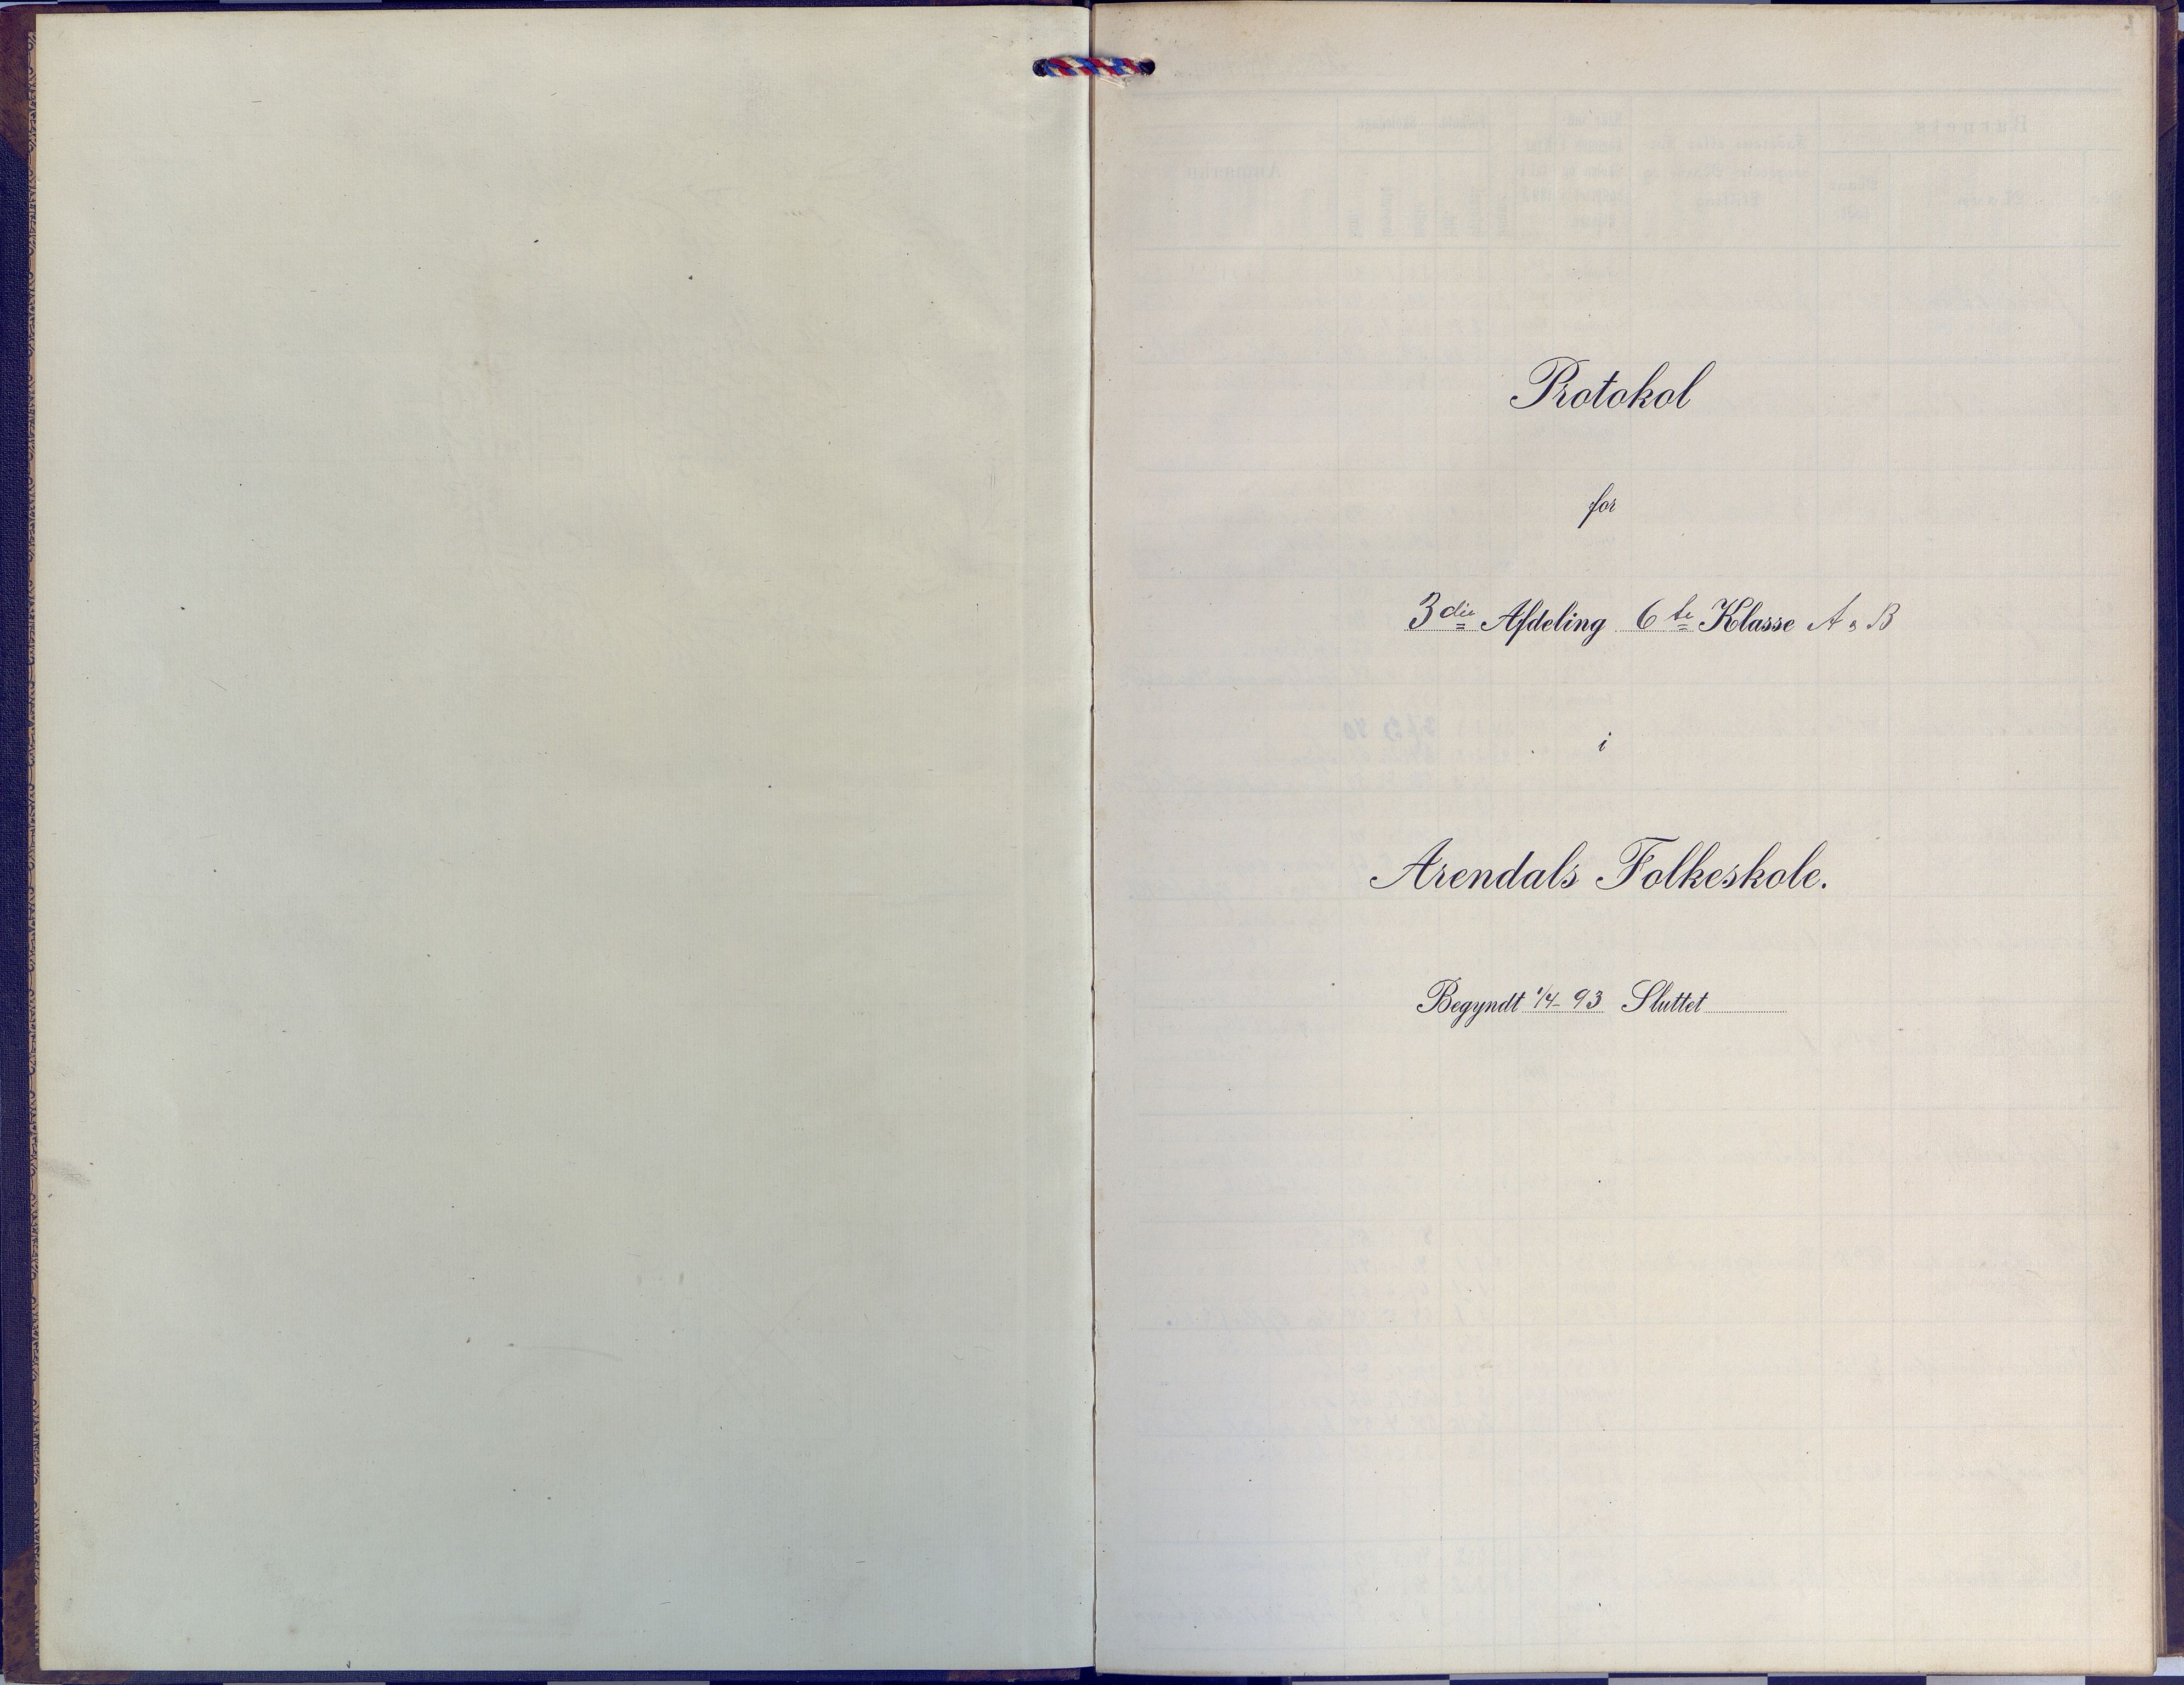 Protokol
for
3die Afdeling 6te Klasse A & B
i
Arendals Folkeskole.
Begyndt 1/4-93 Sluttet